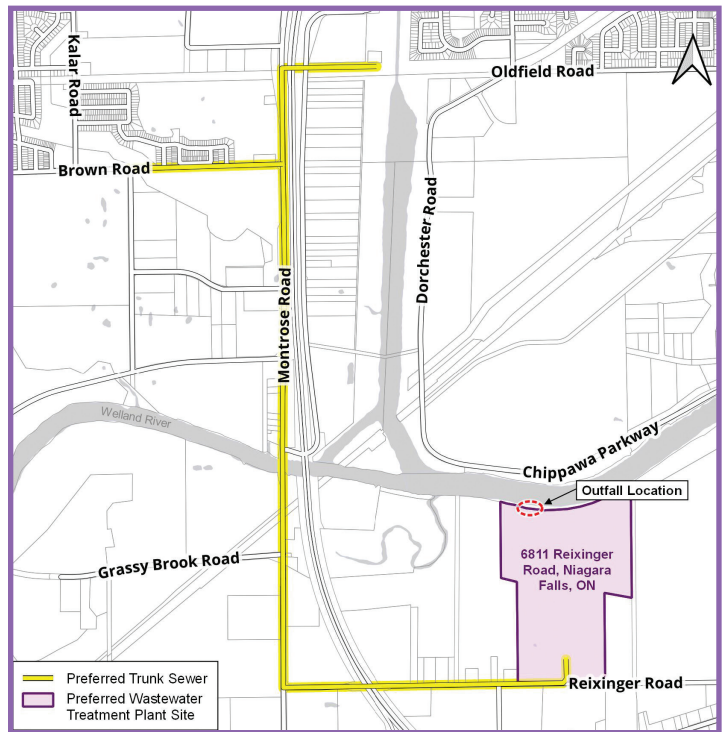 Kalar Road
Oldfield Road
Brown Road
Dorchester Road
Montrose Road
Welland River
Chippawa Parkway
Outfall Location
Grassy Brook Road
6811 Reixinger
Road, Niagara
Falls, ON
Reixinger Road
Preferred Trunk Sewer
Preferred Wastewater
Treatment Plant Site